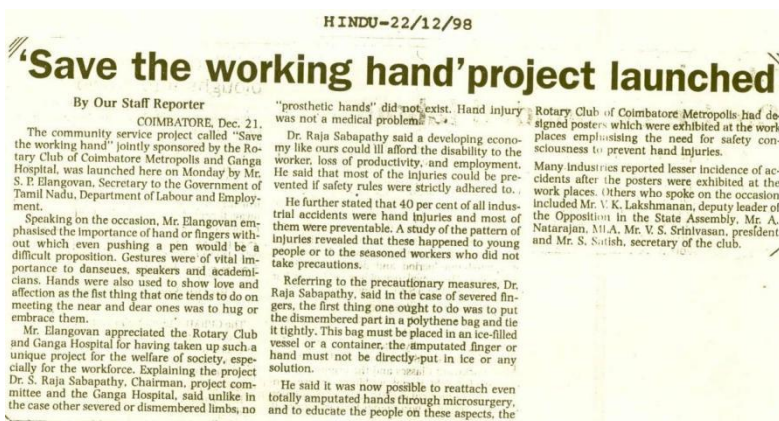 HINDU-22/12/98
'Save the working hand' project launched
By Our Staff Reporter
COIMBATORE, Dec. 21.
The community service project called "Save
the working hand" jointly sponsored by the Ro-
tary Club of Coimbatore Metropolis and Ganga
Hospital, was launched here on Monday by Mr.
S. P. Elangovan, Secretary to the Government of
Tamil Nadu, Department of Labour and Employ-
ment.
Speaking on the occasion, Mr. Elangovan em-
phasised the importance of hand or fingers with-
out which even pushing a pen would be a
difficult proposition. Gestures were of vital im-
portance to danseues, speakers and academi-
cians. Hands were also used to show love and
affection as the fist thing that one tends to do on
meeting the near and dear ones was to hug or
embrace them.
Mr. Elangovan appreciated the Rotary Club
and Ganga Hospital for having taken up such a
unique project for the welfare of society, espe-
cially for the workforce. Explaining the project
Dr. S. Raja Sabapathy, Chairman, project com-
mittee and the Ganga Hospital, said unlike in
the case other severed or dismembered limbs, no
"prosthetic hands" did not exist. Hand injury
was not a medical problem.
Dr. Raja Sabapathy said a developing econo-
my like ours could ill afford the disability to the
worker, loss of productivity, and employment.
He said that most of the injuries could be pre-
vented if safety rules were strictly adhered to.
He further stated that 40 per cent of all indus-
trial accidents were hand injuries and most of
them were preventable. A study of the pattern of
injuries revealed that these happened to young
people or to the seasoned workers who did not
take precautions.
Referring to the precautionary measures, Dr.
Raja Sabapathy, said in the case of severed fin-
gers, the first thing one ought to do was to put
the dismembered part in a polythene bag and tie
it tightly. This bag must be placed in an ice-filled
vessel or a container, the amputated finger or
hand must not be directly put in ice or any
solution.
He said it was now possible to reattach even
totally amputated hands through microsurgery,
and to educate the people on these aspects, the
Rotary Club of Coimbatore Metropolis had de-
signed posters which were exhibited at the work
places emphasising the need for safety con-
sciousness to prevent hand injuries.
Many industries reported lesser incidence of ac-
cidents after the posters were exhibited at the
work places. Others who spoke on the occasion
included Mr. V. K. Lakshmanan, deputy leader of
the Opposition in the State Assembly, Mr. A.
Natarajan, MLA, Mr. V. S. Srinivasan, president
and Mr. S. Satish, secretary of the club.